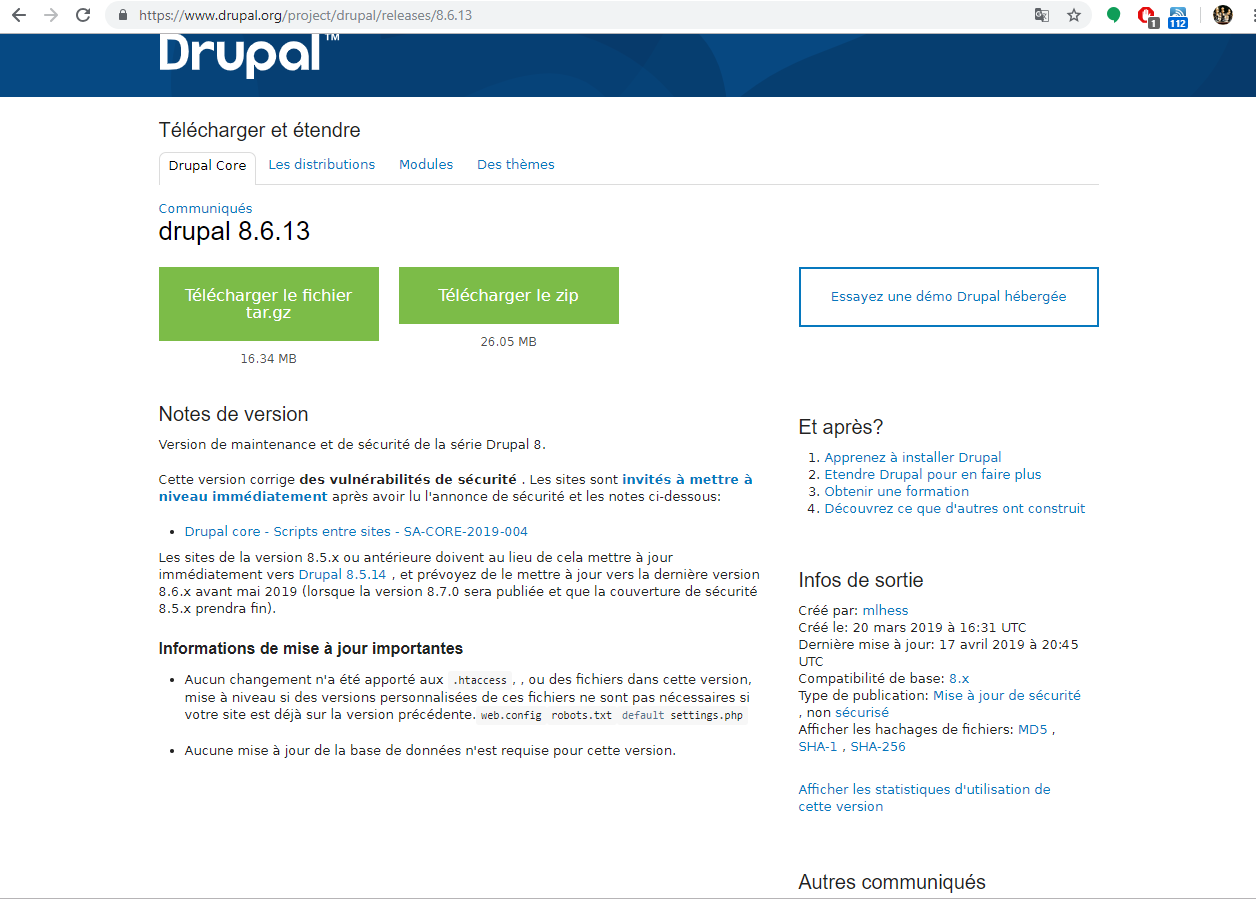 https://www.drupal.org/project/drupal/releases/8.6.13
1
112
Drupal™
Télécharger et étendre
Drupal Core Les distributions Modules Des thèmes
Communiqués
drupal 8.6.13
Télécharger le fichier
tar.gz
16.34 MB
Télécharger le zip
26.05 MB
Essayez une démo Drupal hébergée
Notes de version
Version de maintenance et de sécurité de la série Drupal 8.
Cette version corrige des vulnérabilités de sécurité . Les sites sont invités à mettre à
niveau immédiatement après avoir lu l'annonce de sécurité et les notes ci-dessous:
• Drupal core - Scripts entre sites - SA-CORE-2019-004
Les sites de la version 8.5.x ou antérieure doivent au lieu de cela mettre à jour
immédiatement vers Drupal 8.5.14 , et prévoyez de le mettre à jour vers la dernière version
8.6.x avant mai 2019 (lorsque la version 8.7.0 sera publiée et que la couverture de sécurité
8.5.x prendra fin).
Informations de mise à jour importantes
• Aucun changement n'a été apporté aux .htaccess , , ou des fichiers dans cette version,
mise à niveau si des versions personnalisées de ces fichiers ne sont pas nécessaires si
votre site est déjà sur la version précédente. web.config robots.txt default settings.php
• Aucune mise à jour de la base de données n'est requise pour cette version.
Et après?
1. Apprenez à installer Drupal
2. Etendre Drupal pour en faire plus
3. Obtenir une formation
4. Découvrez ce que d'autres ont construit
Infos de sortie
Créé par: mlhess
Créé le: 20 mars 2019 à 16:31 UTC
Dernière mise à jour: 17 avril 2019 à 20:45
UTC
Compatibilité de base: 8.x
Type de publication: Mise à jour de sécurité
, non sécurisé
Afficher les hachages de fichiers: MD5 ,
SHA-1 , SHA-256
Afficher les statistiques d'utilisation de
cette version
Autres communiqués